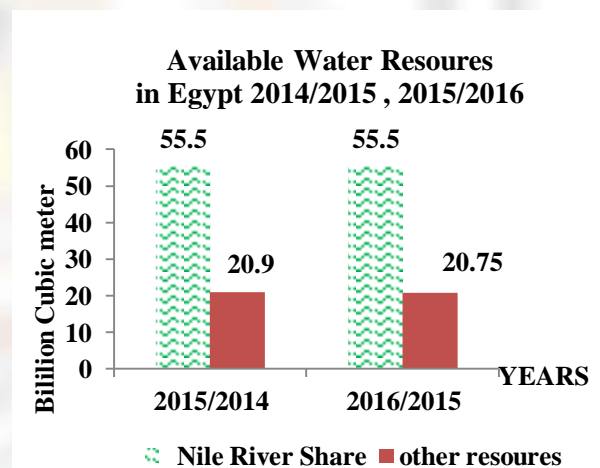 Available Water Resoures
in Egypt 2014/2015 , 2015/2016
55.5 55.5
60
50
40
30
20
10
0
20.9 20.75
Bililion Cubic meter
YEARS
2015/2014 2016/2015
Nile River Share other resoures